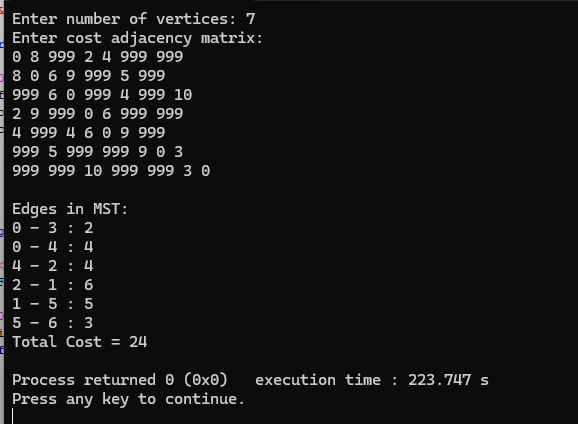 Enter number of vertices: 7
Enter cost adjacency matrix:
0 8 999 2 4 999 999
8 0 6 9 999 5 999
999 6 0 999 4 999 10
2 9 999 0 6 999 999
4 999 4 6 0 9 999
999 5 999 999 9 0 3
999 999 10 999 999 3 0
Edges in MST:
0 - 3 : 2
0 - 4 : 4
4 - 2 : 4
2 - 1 : 6
1 - 5 : 5
5 - 6 : 3
Total Cost = 24
Process returned 0 (0x0)   execution time : 223.747 s
Press any key to continue.